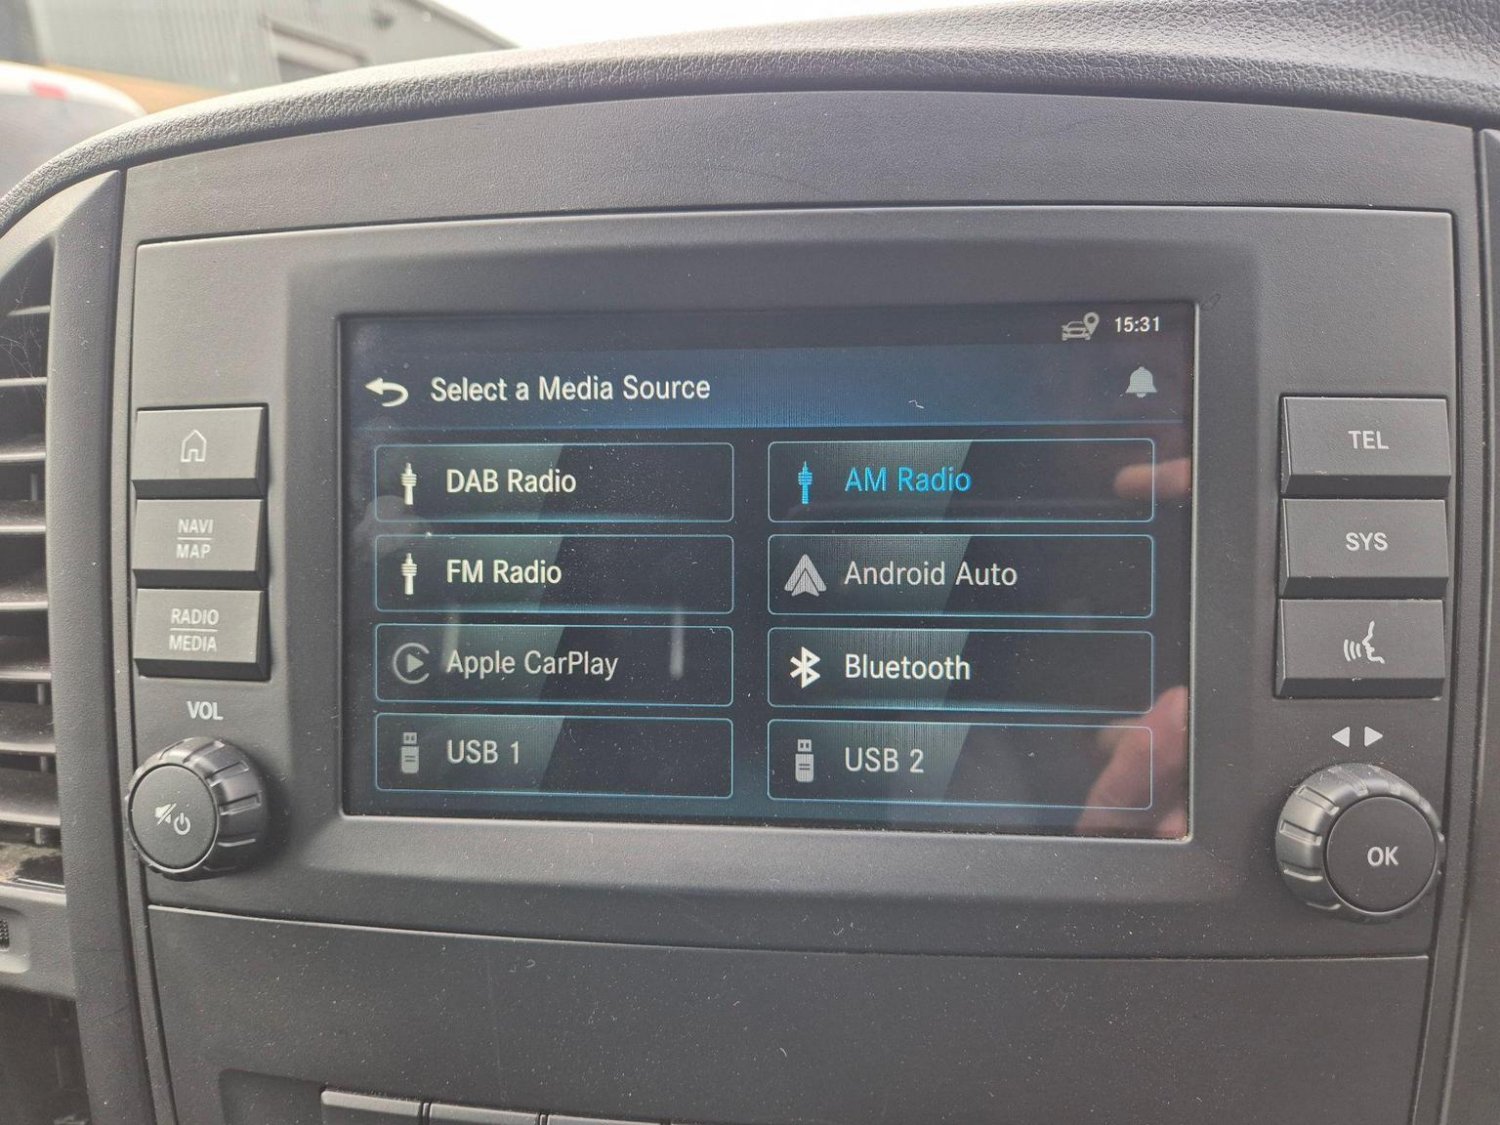 15:31
Select a Media Source
DAB Radio
AM Radio
FM Radio
Android Auto
Apple CarPlay
Bluetooth
USB 1
USB 2
NAVI
MAP
RADIO
MEDIA
VOL
TEL
SYS
OK